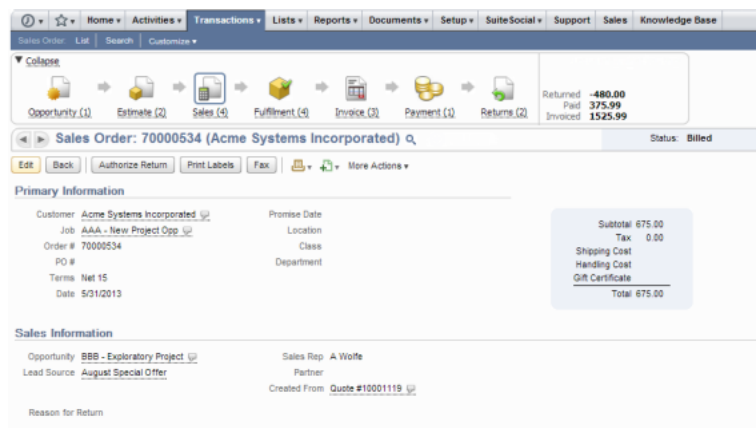 Home Activities Transactions Lists Reports Documents Setup SuiteSocial Support Sales Knowledge Base
Sales Order: List Search Customize
Collapse
Opportunity (1) Estimate (2) Sales (4) Fulfilment (4) Invoice (3) Payment (1) Returns (2)
Returned -480.00
Paid 375.99
Invoiced 1525.99
Sales Order: 70000534 (Acme Systems Incorporated) Status: Billed
Edit Back Authorize Return Print Labels Fax More Actions
Primary Information
Customer Acme Systems Incorporated Promise Date
Job AAA - New Project Opp Location
Order # 70000534 Class
PO # Department
Terms Net 15
Date 5/31/2013
Subtotal 675.00
Tax 0.00
Shipping Cost
Handling Cost
Gift Certificate
Total 675.00
Sales Information
Opportunity BBB - Exploratory Project Sales Rep A Wolfe
Lead Source August Special Offer Partner
Created From Quote #10001119
Reason for Return